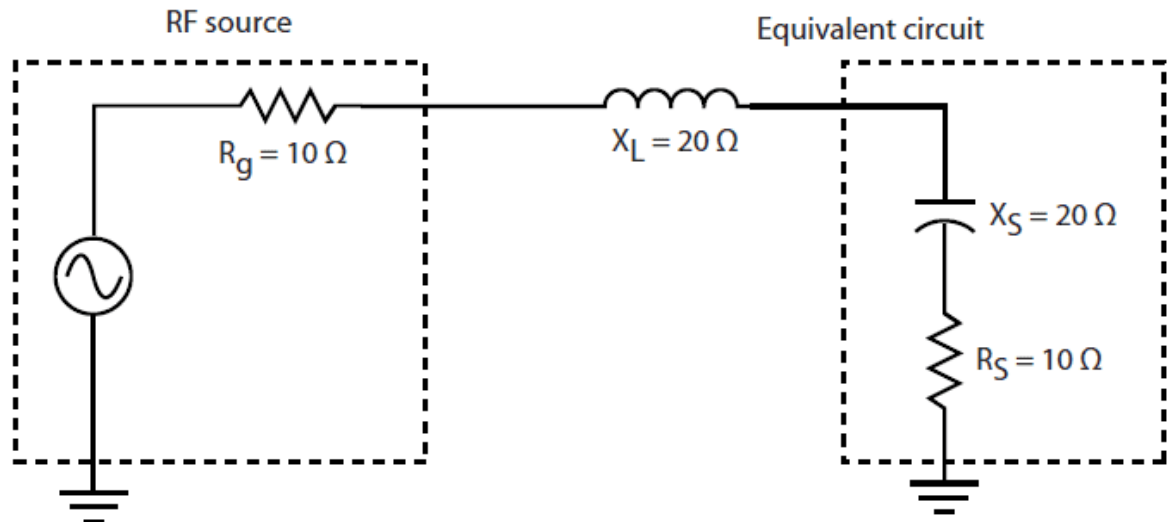 RF source
Equivalent circuit
Rg = 10 Ω
XL = 20 Ω
XS = 20 Ω
RS = 10 Ω